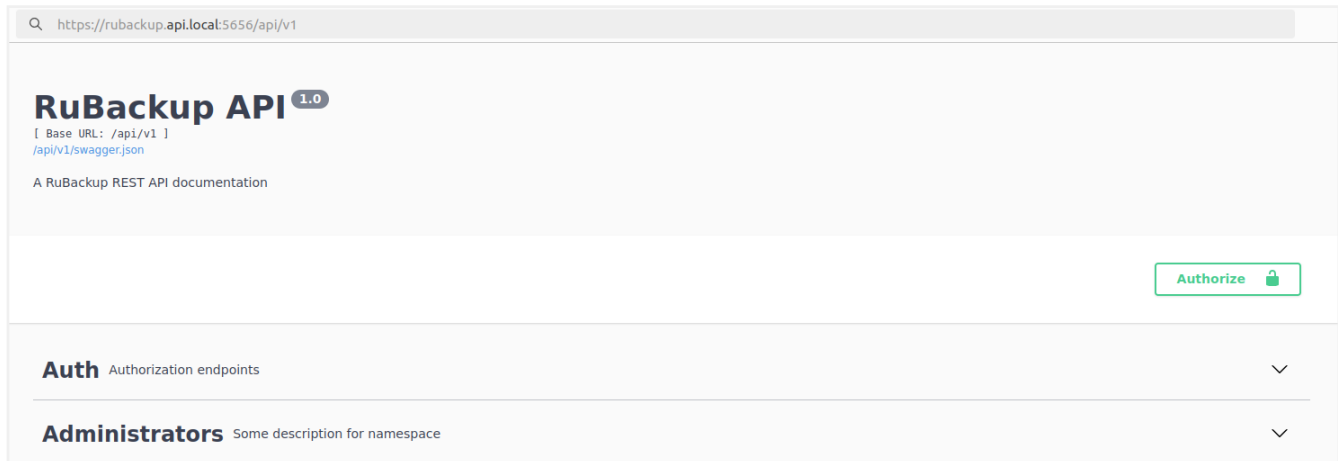 https://rubackup.api.local:5656/api/v1
RuBackup API 1.0
[ Base URL: /api/v1 ]
/api/v1/swagger.json
A RuBackup REST API documentation
Authorize
Auth Authorization endpoints
Administrators Some description for namespace